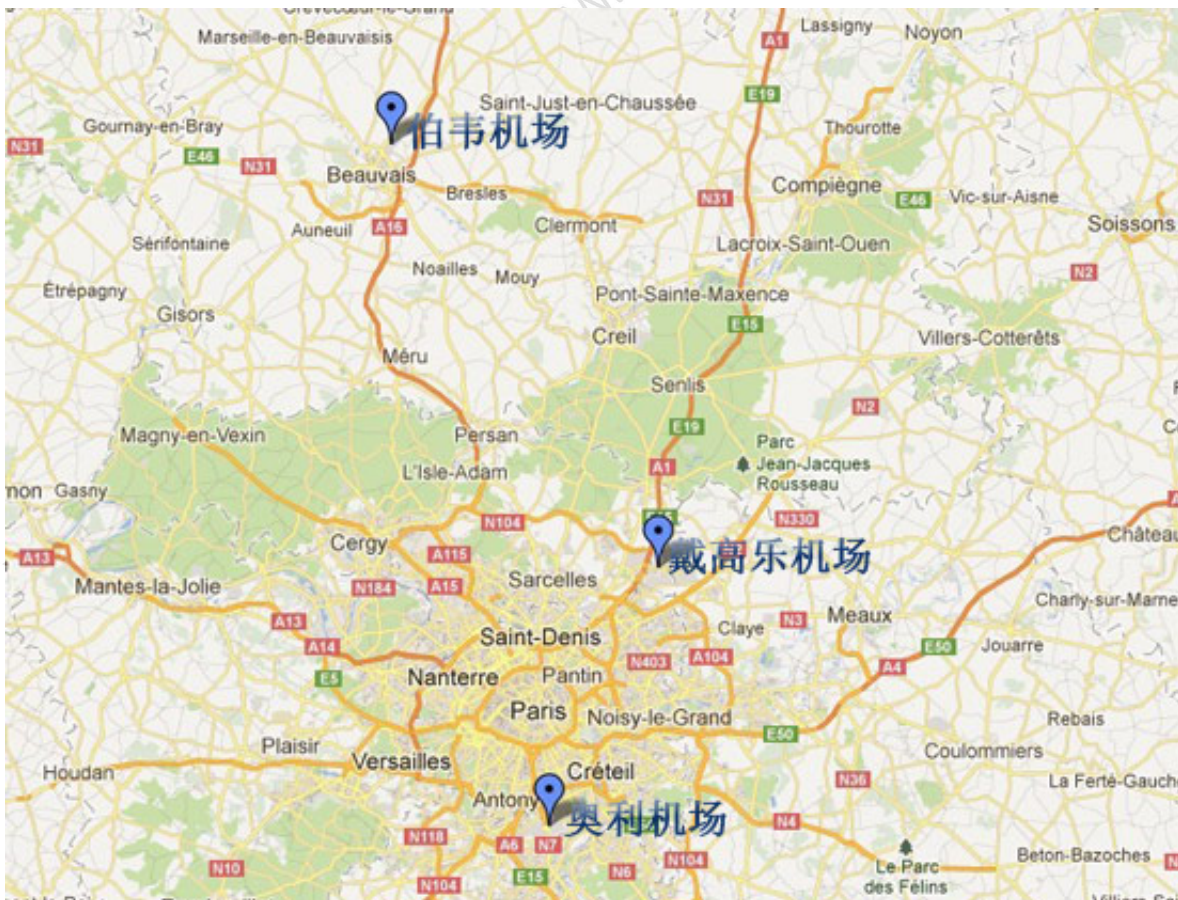 Lassigny
Noyon
Marseille-en-Beauvaisis
A1
E19
Saint-Just-en-Chaussée
伯韦机场
Gournay-en-Bray
Thourotte
N31
E46
N31
Beauvais
Bresles
Compiègne
N31
E46
Vic-sur-Aisne
A16
Auneuil
Clermont
Soissons
Sérifontaine
Lacroix-Saint-Ouen
Noailles
Mouy
N2
Étrépagny
Pont-Sainte-Maxence
Gisors
E15
Creil
Villers-Cotterêts
Méru
Senlis
N2
E19
Magny-en-Vexin
Persan
Parc
Jean-Jacques
Rousseau
L'Isle-Adam
A1
Gasny
N104
N330
Cergy
Château
A13
A115
戴高乐机场
Mantes-la-Jolie
N184
A15
Sarcelles
Charly-sur-Marne
A13
Meaux
Claye
N3
Saint-Denis
A14
E50
Jouarre
N403
A104
A4
E5
Nanterre
Pantin
Paris
Noisy-le-Grand
Rebais
E50
Plaisir
Versailles
Coulommiers
Houdan
Créteil
N36
La Ferté-Gauch
Antony
奥利机场
N4
N118
A6
N7
N10
N104
E15
N6
N104
Le Parc
des Félins
Beton-Bazoches